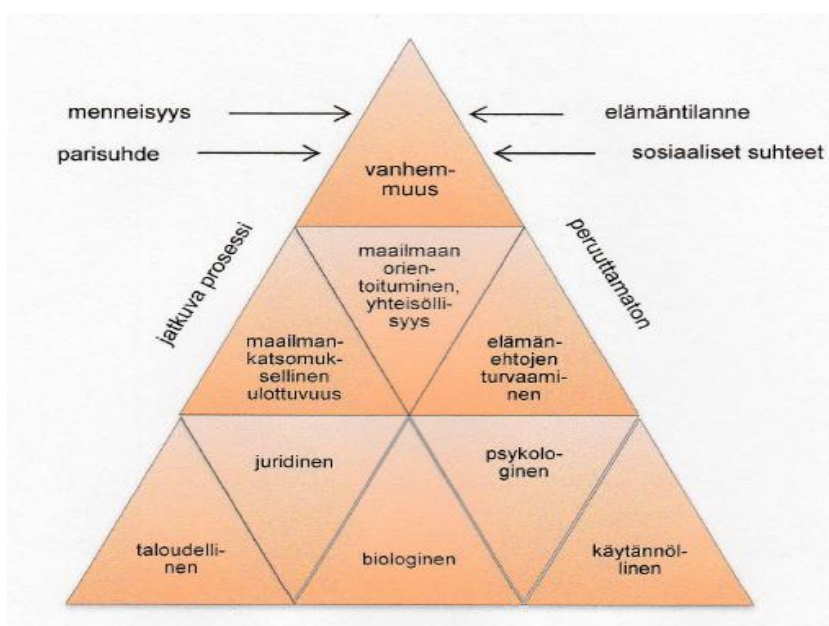 menneisyys
elämäntilanne
parisuhde
sosiaaliset suhteet
vanhem-
muus
jatkuva prosessi
peruuttamaton
maailmaan
orien-
toituminen,
yhteisölli-
syys
maailman-
katsomuk-
sellinen
ulottuvuus
elämän-
ehtojen
turvaami-
nen
juridinen
psykolo-
ginen
taloudelli-
nen
biologinen
käytännöl-
linen